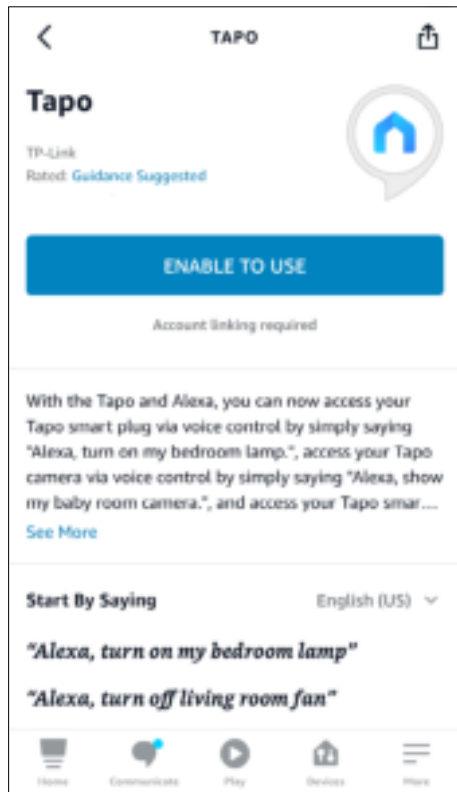 TAPO
Tapo
TP-Link
Rated: Guidance Suggested
ENABLE TO USE
Account linking required
With the Tapo and Alexa, you can now access your
Tapo smart plug via voice control by simply saying
"Alexa, turn on my bedroom lamp.", access your Tapo
camera via voice control by simply saying "Alexa, show
my baby room camera.", and access your Tapo smar....
See More
Start By Saying English (US)
"Alexa, turn on my bedroom lamp"
"Alexa, turn off living room fan"
Home Communicate Play Devices More